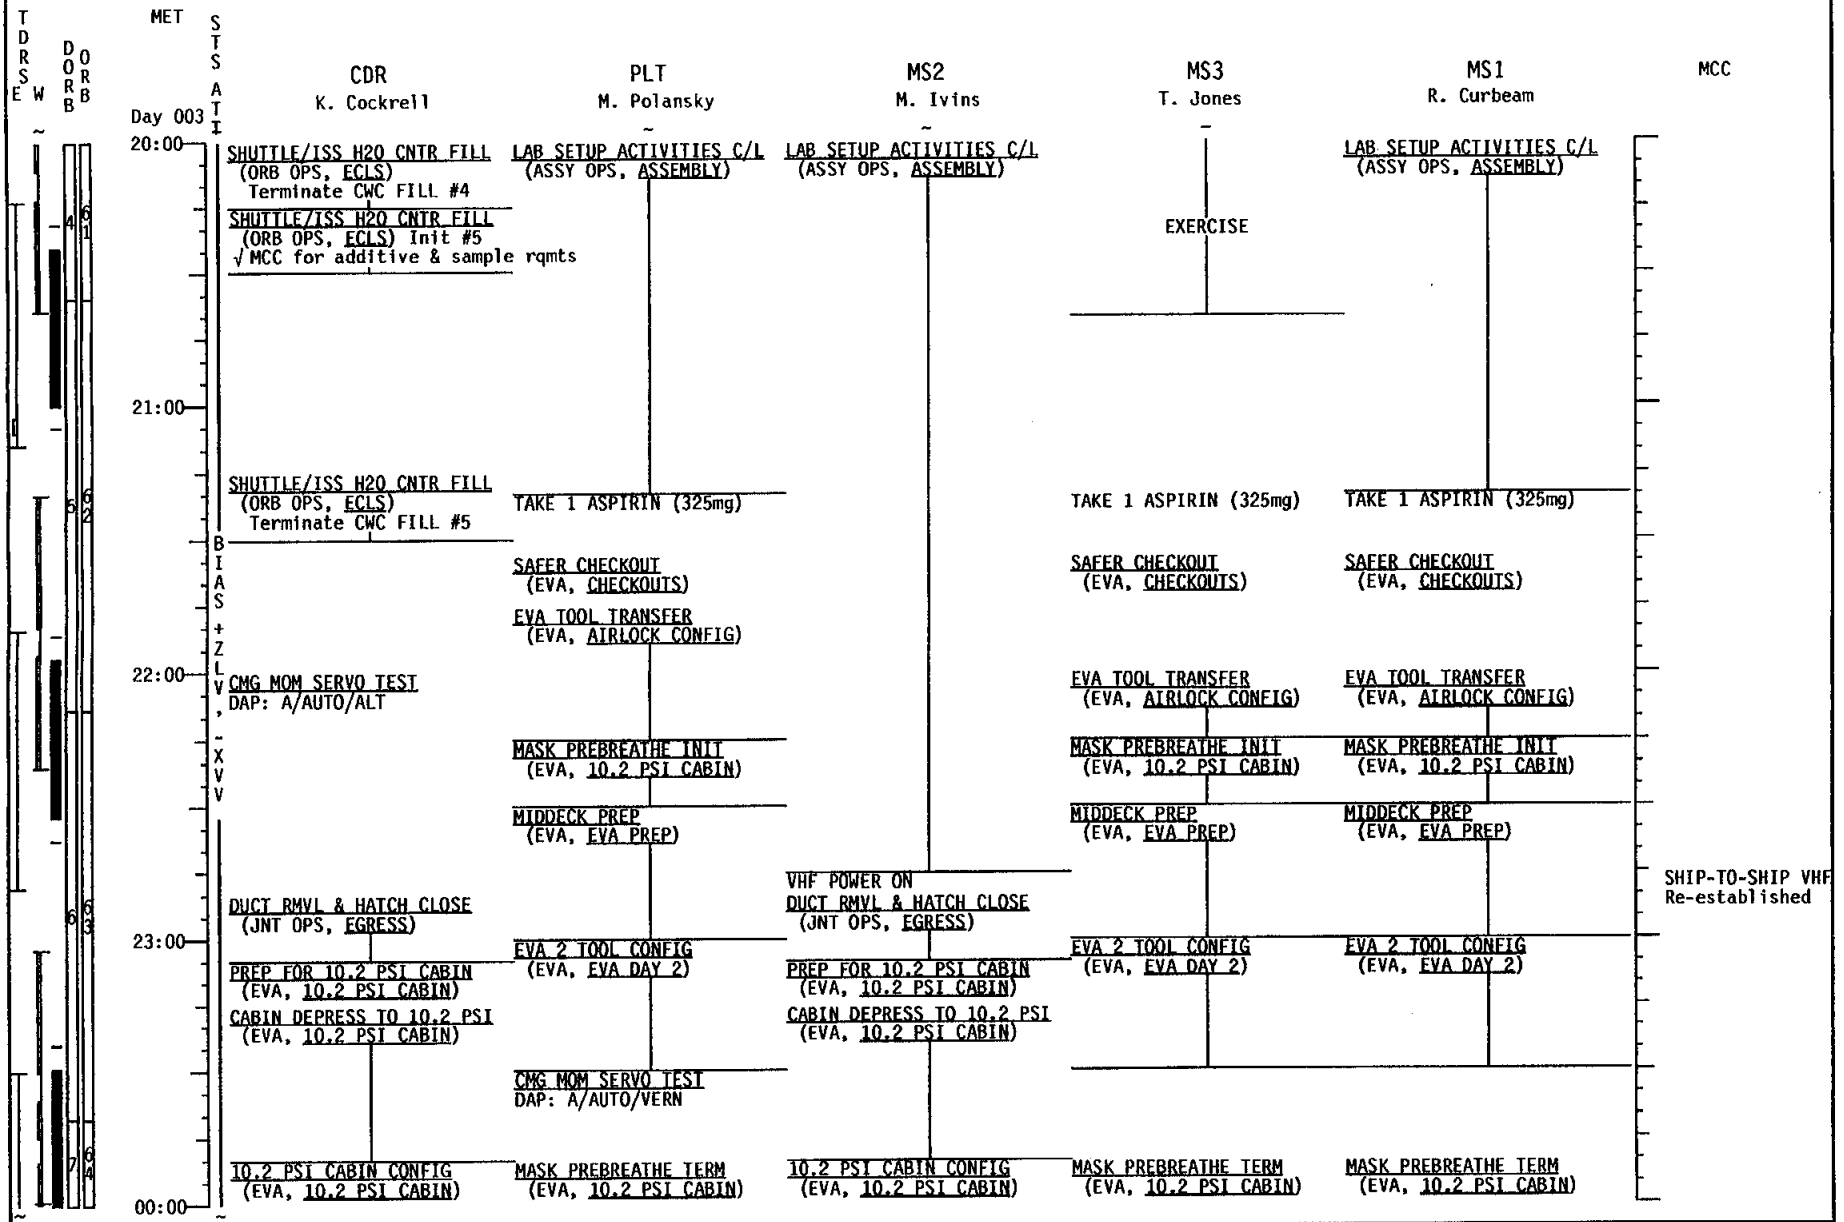 TDRS
E W
DORB
ORB
MET
STS ATT
CDR
K. Cockrell
PLT
M. Polansky
MS2
M. Ivins
MS3
T. Jones
MS1
R. Curbeam
MCC
Day 003
20:00
SHUTTLE/ISS H2O CNTR FILL
(ORB OPS, ECLS)
Terminate CWC FILL #4
SHUTTLE/ISS H2O CNTR FILL
(ORB OPS, ECLS) Init #5
√ MCC for additive & sample rqmts
LAB SETUP ACTIVITIES C/L
(ASSY OPS, ASSEMBLY)
LAB SETUP ACTIVITIES C/L
(ASSY OPS, ASSEMBLY)
EXERCISE
LAB SETUP ACTIVITIES C/L
(ASSY OPS, ASSEMBLY)
4
61
21:00
SHUTTLE/ISS H2O CNTR FILL
(ORB OPS, ECLS)
Terminate CWC FILL #5
TAKE 1 ASPIRIN (325mg)
TAKE 1 ASPIRIN (325mg)
TAKE 1 ASPIRIN (325mg)
5
62
BIAS +ZLV, -XVV
SAFER CHECKOUT
(EVA, CHECKOUTS)
SAFER CHECKOUT
(EVA, CHECKOUTS)
SAFER CHECKOUT
(EVA, CHECKOUTS)
EVA TOOL TRANSFER
(EVA, AIRLOCK CONFIG)
22:00
CMG MOM SERVO TEST
DAP: A/AUTO/ALT
EVA TOOL TRANSFER
(EVA, AIRLOCK CONFIG)
EVA TOOL TRANSFER
(EVA, AIRLOCK CONFIG)
MASK PREBREATHE INIT
(EVA, 10.2 PSI CABIN)
MASK PREBREATHE INIT
(EVA, 10.2 PSI CABIN)
MASK PREBREATHE INIT
(EVA, 10.2 PSI CABIN)
MIDDECK PREP
(EVA, EVA PREP)
MIDDECK PREP
(EVA, EVA PREP)
MIDDECK PREP
(EVA, EVA PREP)
VHF POWER ON
SHIP-TO-SHIP VHF
Re-established
6
63
DUCT RMVL & HATCH CLOSE
(JNT OPS, EGRESS)
DUCT RMVL & HATCH CLOSE
(JNT OPS, EGRESS)
23:00
EVA 2 TOOL CONFIG
(EVA, EVA DAY 2)
EVA 2 TOOL CONFIG
(EVA, EVA DAY 2)
EVA 2 TOOL CONFIG
(EVA, EVA DAY 2)
PREP FOR 10.2 PSI CABIN
(EVA, 10.2 PSI CABIN)
PREP FOR 10.2 PSI CABIN
(EVA, 10.2 PSI CABIN)
CABIN DEPRESS TO 10.2 PSI
(EVA, 10.2 PSI CABIN)
CABIN DEPRESS TO 10.2 PSI
(EVA, 10.2 PSI CABIN)
CMG MOM SERVO TEST
DAP: A/AUTO/VERN
7
64
10.2 PSI CABIN CONFIG
(EVA, 10.2 PSI CABIN)
MASK PREBREATHE TERM
(EVA, 10.2 PSI CABIN)
10.2 PSI CABIN CONFIG
(EVA, 10.2 PSI CABIN)
MASK PREBREATHE TERM
(EVA, 10.2 PSI CABIN)
MASK PREBREATHE TERM
(EVA, 10.2 PSI CABIN)
00:00